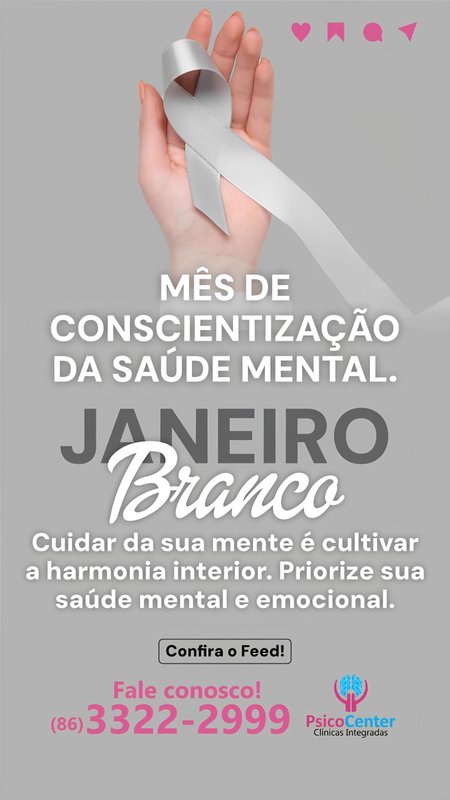 MÊS DE
CONSCIENTIZAÇÃO
DA SAÚDE MENTAL.
JANEIRO
Branco
Cuidar da sua mente é cultivar
a harmonia interior. Priorize sua
saúde mental e emocional.
Confira o Feed!
Fale conosco!
(86) 3322-2999
PsicoCenter
Clínicas Integradas